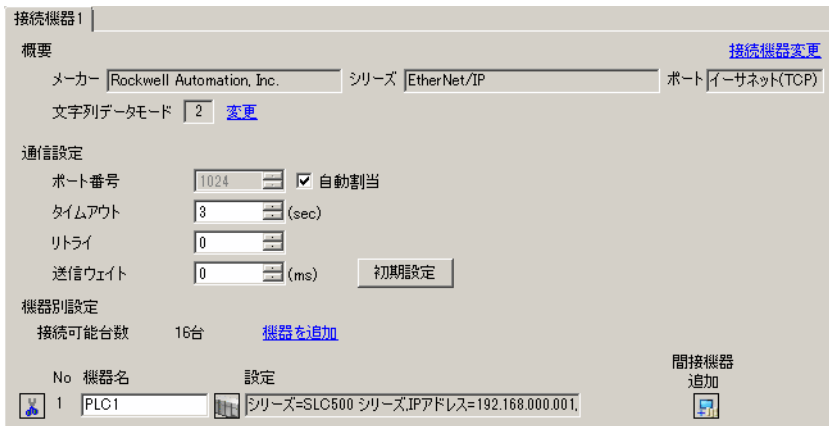 接続機器1
概要
接続機器変更
メーカー Rockwell Automation, Inc. シリーズ EtherNet/IP ポート イーサネット(TCP)
文字列データモード 2 変更
通信設定
ポート番号 1024 自動割当
タイムアウト 3 (sec)
リトライ 0
送信ウェイト 0 (ms) 初期設定
機器別設定
接続可能台数 16台 機器を追加
間接機器
追加
No 機器名 設定
1 PLC1 シリーズ=SLC500 シリーズ,IPアドレス=192.168.000.001,